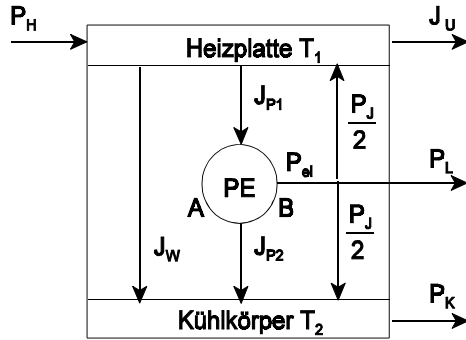 P_H
J_U
Heizplatte T_1
J_P1
P_J
2
P_el
P_L
PE
A B
J_W
J_P2
P_J
2
P_K
Kühlkörper T_2